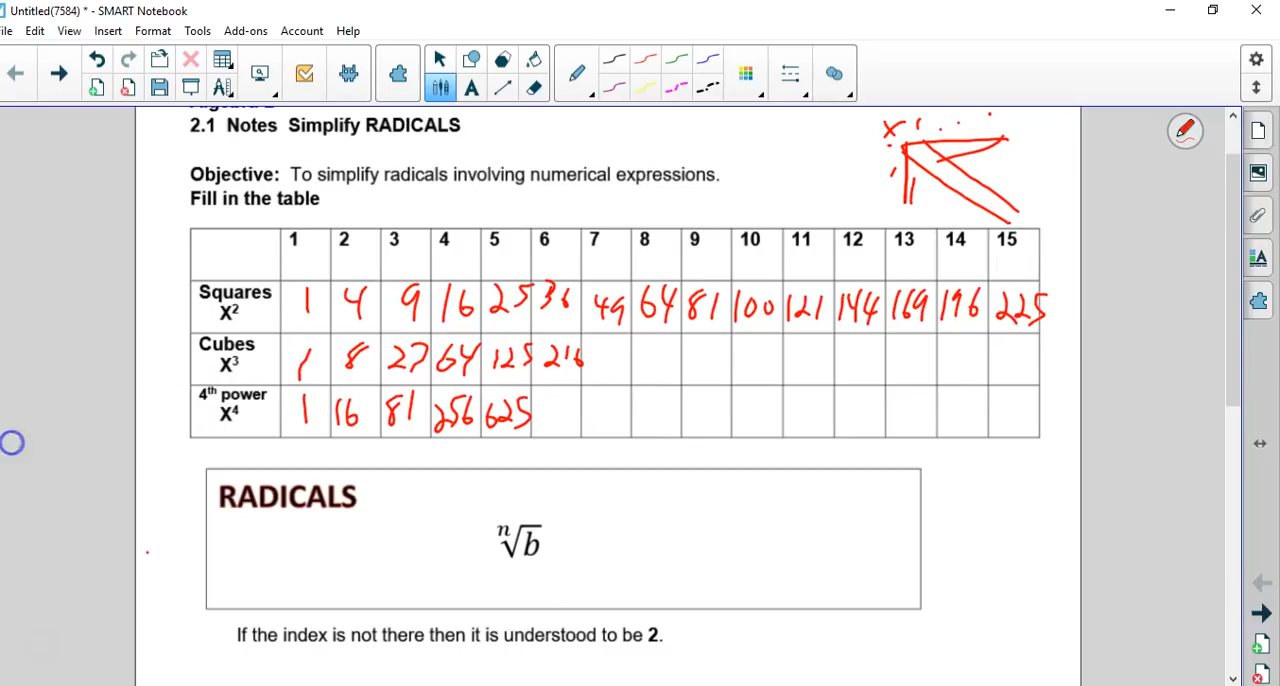 Untitled(7584) * - SMART Notebook
ile Edit View Insert Format Tools Add-ons Account Help
2.1 Notes Simplify RADICALS
Objective: To simplify radicals involving numerical expressions.
Fill in the table
1 2 3 4 5 6 7 8 9 10 11 12 13 14 15
Squares X² 1 4 9 16 25 36 49 64 81 100 121 144 169 196 225
Cubes X³ 1 8 27 64 125 216
4th power X⁴ 1 16 81 256 625
RADICALS
ⁿ√b
If the index is not there then it is understood to be 2.